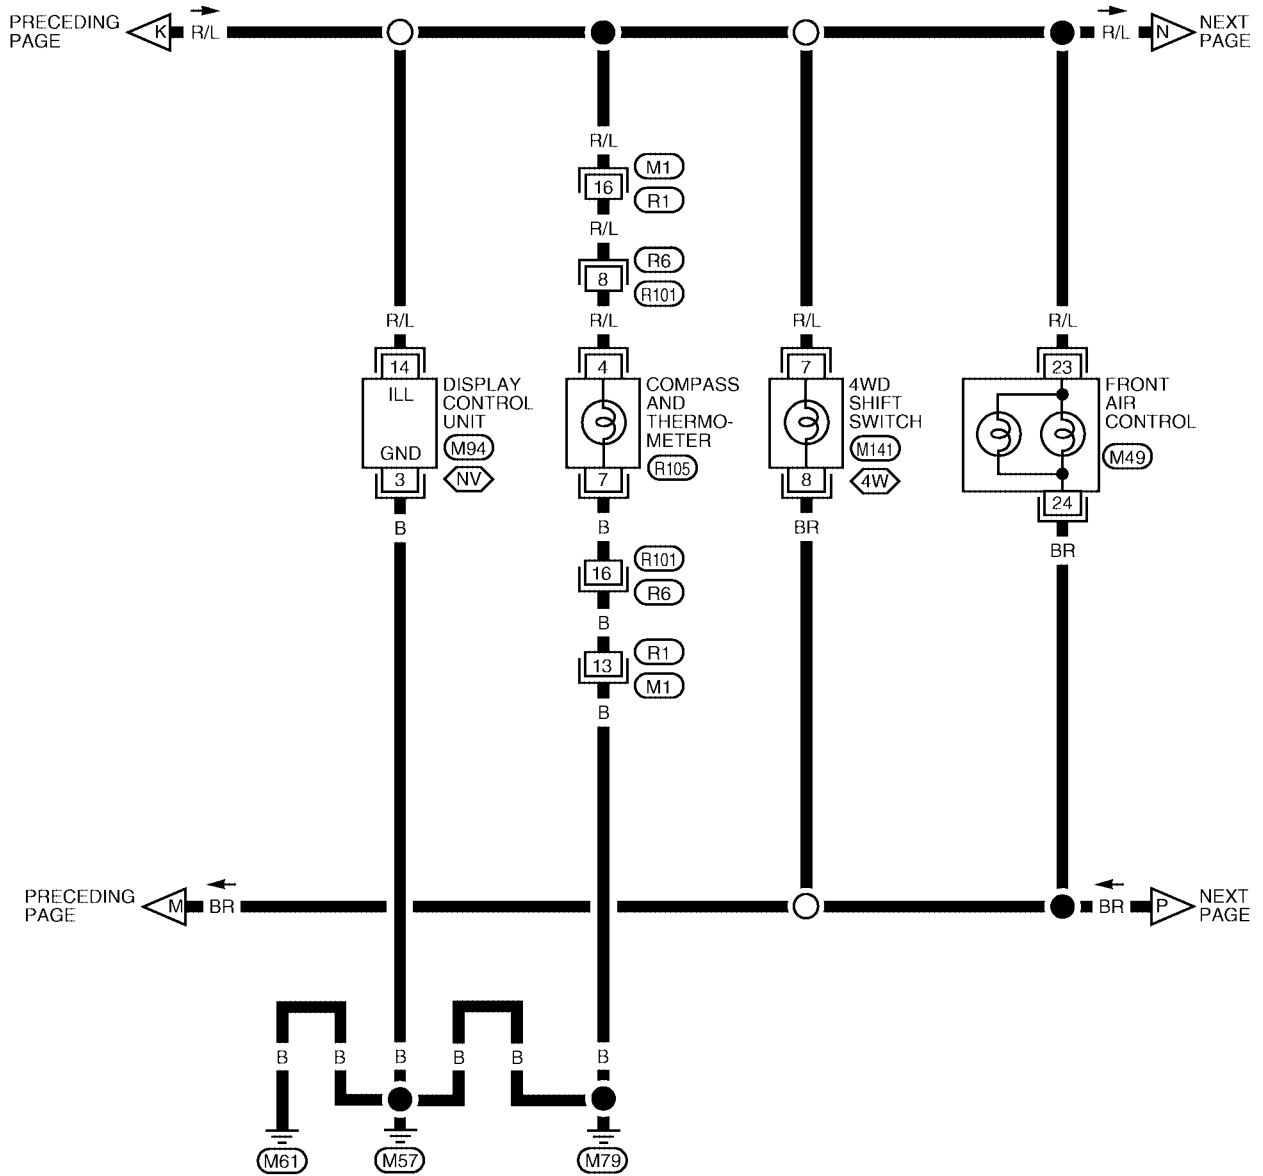 PRECEDING
PAGE
K
R/L
R/L
N
NEXT
PAGE
R/L
16
M1
R1
R/L
8
R6
R101
R/L
R/L
R/L
R/L
14
ILL
GND
3
DISPLAY
CONTROL
UNIT
M94
NV
4
7
COMPASS
AND
THERMO-
METER
R105
7
8
4WD
SHIFT
SWITCH
M141
4W
23
24
FRONT
AIR
CONTROL
M49
B
B
BR
BR
16
R101
R6
B
13
R1
M1
B
PRECEDING
PAGE
M
BR
BR
P
NEXT
PAGE
B
B
B
B
B
B
M61
M57
M79